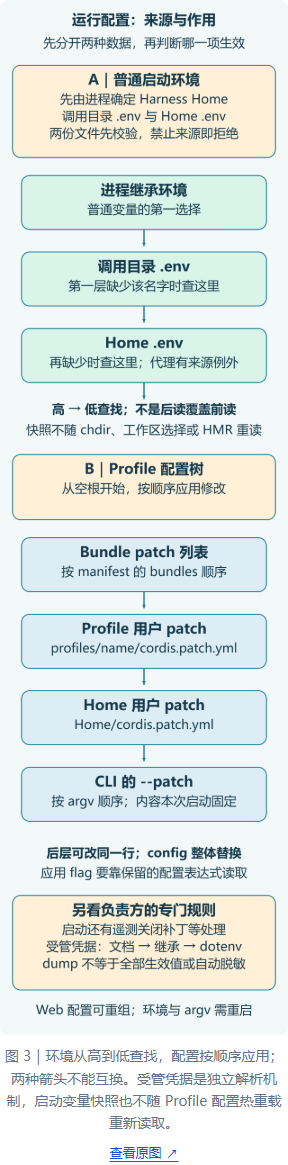 运行配置：来源与作用
先分开两种数据，再判断哪一项生效
A｜普通启动环境
先由进程确定 Harness Home
调用目录 .env 与 Home .env
两份文件先校验，禁止来源即拒绝
进程继承环境
普通变量的第一选择
调用目录 .env
第一层缺少该名字时查这里
Home .env
再缺少时查这里；代理有来源例外
高 → 低查找；不是后读覆盖前读
快照不随 chdir、工作区选择或 HMR 重读
B｜Profile 配置树
从空根开始，按顺序应用修改
Bundle patch 列表
按 manifest 的 bundles 顺序
Profile 用户 patch
profiles/name/cordis.patch.yml
Home 用户 patch
Home/cordis.patch.yml
CLI 的 --patch
按 argv 顺序；内容本次启动固定
后层可改同一行；config 整体替换
应用 flag 要靠保留的配置表达式读取
另看负责方的专门规则
启动还有遥测关闭补丁等处理
受管凭据：文档 → 继承 → dotenv
dump 不等于全部生效值或自动脱敏
Web 配置可重组；环境与 argv 需重启
图 3｜环境从高到低查找，配置按顺序应用；
两种箭头不能互换。受管凭据是独立解析机
制，启动变量快照也不随 Profile 配置热重载
重新读取。
查看原图 ↗